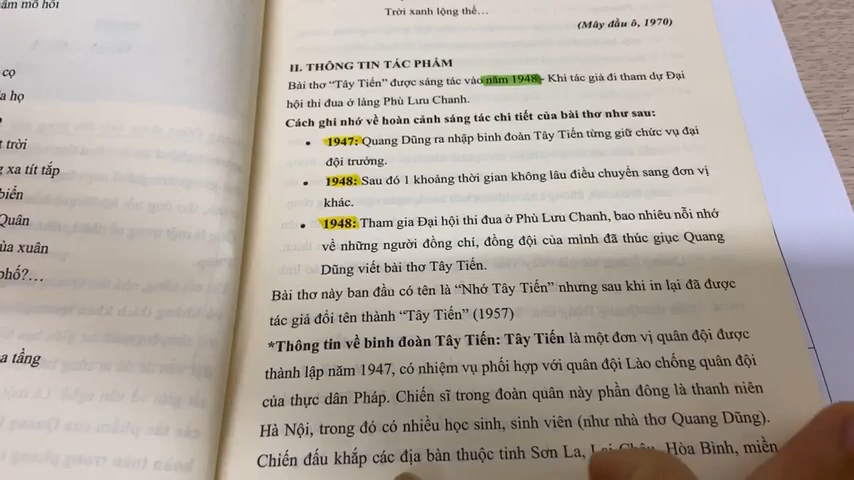 ẩm mồ hôi
cọ
a họ
trời
g xa tít tắp
biến
Quân
ùa xuân
phố?…
a tầng
Trời xanh lộng thế…
(Mây đầu ô, 1970)
II. THÔNG TIN TÁC PHẨM
Bài thơ “Tây Tiến” được sáng tác vào năm 1948 - Khi tác giả đi tham dự Đại
hội thi đua ở làng Phù Lưu Chanh.
Cách ghi nhớ về hoàn cảnh sáng tác chi tiết của bài thơ như sau:
• 1947: Quang Dũng ra nhập binh đoàn Tây Tiến từng giữ chức vụ đại
đội trưởng.
• 1948: Sau đó 1 khoảng thời gian không lâu điều chuyển sang đơn vị
khác.
• 1948: Tham gia Đại hội thi đua ở Phù Lưu Chanh, bao nhiêu nỗi nhớ
về những người đồng chí, đồng đội của mình đã thúc giục Quang
Dũng viết bài thơ Tây Tiến.
Bài thơ này ban đầu có tên là “Nhớ Tây Tiến” nhưng sau khi in lại đã được
tác giả đổi tên thành “Tây Tiến” (1957)
*Thông tin về binh đoàn Tây Tiến: Tây Tiến là một đơn vị quân đội được
thành lập năm 1947, có nhiệm vụ phối hợp với quân đội Lào chống quân đội
của thực dân Pháp. Chiến sĩ trong đoàn quân này phần đông là thanh niên
Hà Nội, trong đó có nhiều học sinh, sinh viên (như nhà thơ Quang Dũng).
Chiến đấu khắp các địa bàn thuộc tỉnh Sơn La, Lai Châu, Hòa Bình, miền